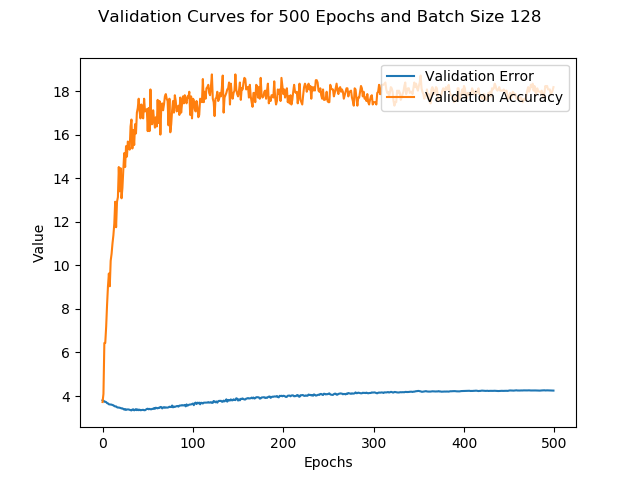 Validation Curves for 500 Epochs and Batch Size 128
Validation Error
Validation Accuracy
Value
18
16
14
12
10
8
6
4
0
100
200
300
400
500
Epochs